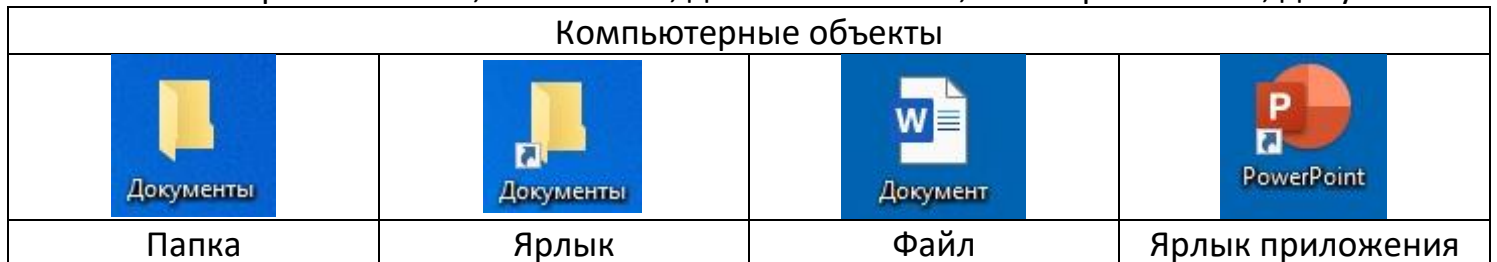 Компьютерные объекты
Документы
Документы
W
Документ
P
PowerPoint
Папка
Ярлык
Файл
Ярлык приложения